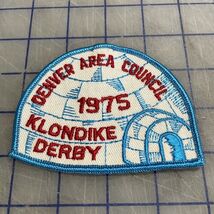 DENVER AREA COUNCIL
1975
KLONDIKE
DERBY